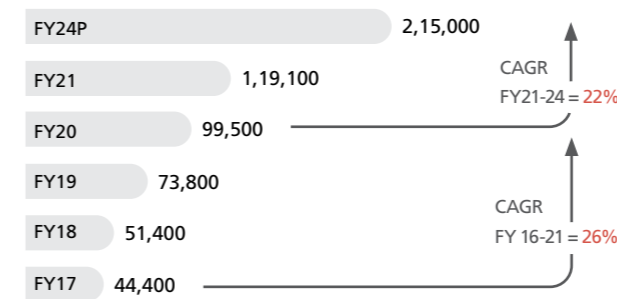 FY24P 2,15,000
FY21 1,19,100
CAGR
FY21-24 = 22%
FY20 99,500
FY19 73,800
CAGR
FY18 51,400
FY 16-21 = 26%
FY17 44,400